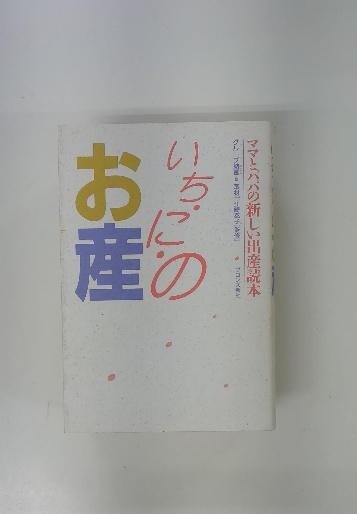 ママとパパの新しい出産読本
いち・に・の
お産